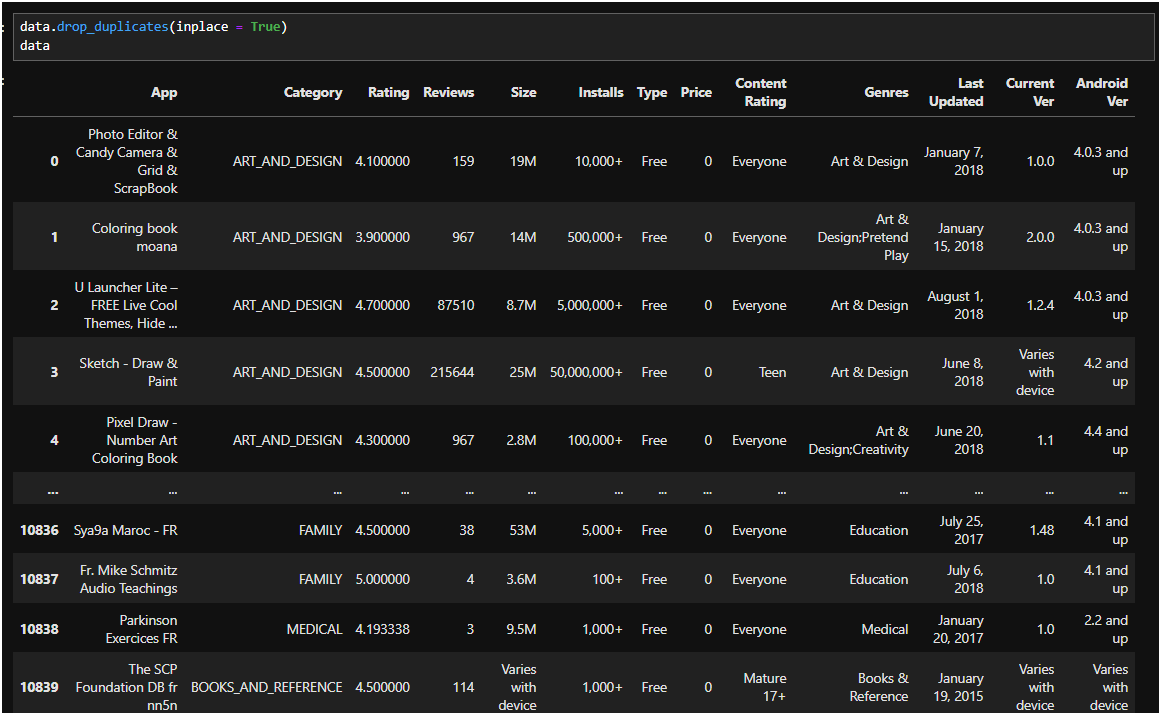 data.drop_duplicates(inplace = True)
data
App Category Rating Reviews Size Installs Type Price Content Rating Genres Last Updated Current Ver Android Ver
0 Photo Editor & Candy Camera & Grid & ScrapBook ART_AND_DESIGN 4.100000 159 19M 10,000+ Free 0 Everyone Art & Design January 7, 2018 1.0.0 4.0.3 and up
1 Coloring book moana ART_AND_DESIGN 3.900000 967 14M 500,000+ Free 0 Everyone Art & Design;Pretend Play January 15, 2018 2.0.0 4.0.3 and up
2 U Launcher Lite – FREE Live Cool Themes, Hide ... ART_AND_DESIGN 4.700000 87510 8.7M 5,000,000+ Free 0 Everyone Art & Design August 1, 2018 1.2.4 4.0.3 and up
3 Sketch - Draw & Paint ART_AND_DESIGN 4.500000 215644 25M 50,000,000+ Free 0 Teen Art & Design June 8, 2018 Varies with device 4.2 and up
4 Pixel Draw - Number Art Coloring Book ART_AND_DESIGN 4.300000 967 2.8M 100,000+ Free 0 Everyone Art & Design;Creativity June 20, 2018 1.1 4.4 and up
... ... ... ... ... ... ... ... ... ... ... ... ... ...
10836 Sya9a Maroc - FR FAMILY 4.500000 38 53M 5,000+ Free 0 Everyone Education July 25, 2017 1.48 4.1 and up
10837 Fr. Mike Schmitz Audio Teachings FAMILY 5.000000 4 3.6M 100+ Free 0 Everyone Education July 6, 2018 1.0 4.1 and up
10838 Parkinson Exercices FR MEDICAL 4.193338 3 9.5M 1,000+ Free 0 Everyone Medical January 20, 2017 1.0 2.2 and up
10839 The SCP Foundation DB fr nn5n BOOKS_AND_REFERENCE 4.500000 114 Varies with device 1,000+ Free 0 Mature 17+ Books & Reference January 19, 2015 Varies with device Varies with device